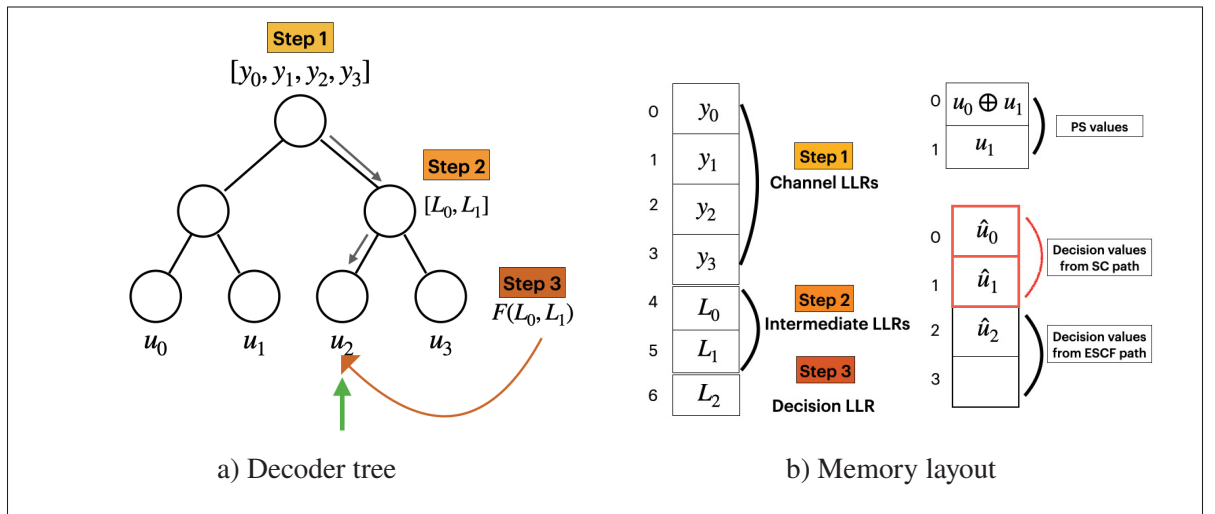 Step 1
[y₀, y₁, y₂, y₃]
Step 2
[L₀, L₁]
Step 3
F(L₀, L₁)
u₀ u₁ u₂ u₃
a) Decoder tree
0 y₀
1 y₁
2 y₂
3 y₃
4 L₀
5 L₁
6 L₂
Step 1
Channel LLRs
Step 2
Intermediate LLRs
Step 3
Decision LLR
0 u₀ ⊕ u₁
1 u₁
PS values
0 û₀
1 û₁
2 û₂
3
Decision values
from SC path
Decision values
from ESCF path
b) Memory layout